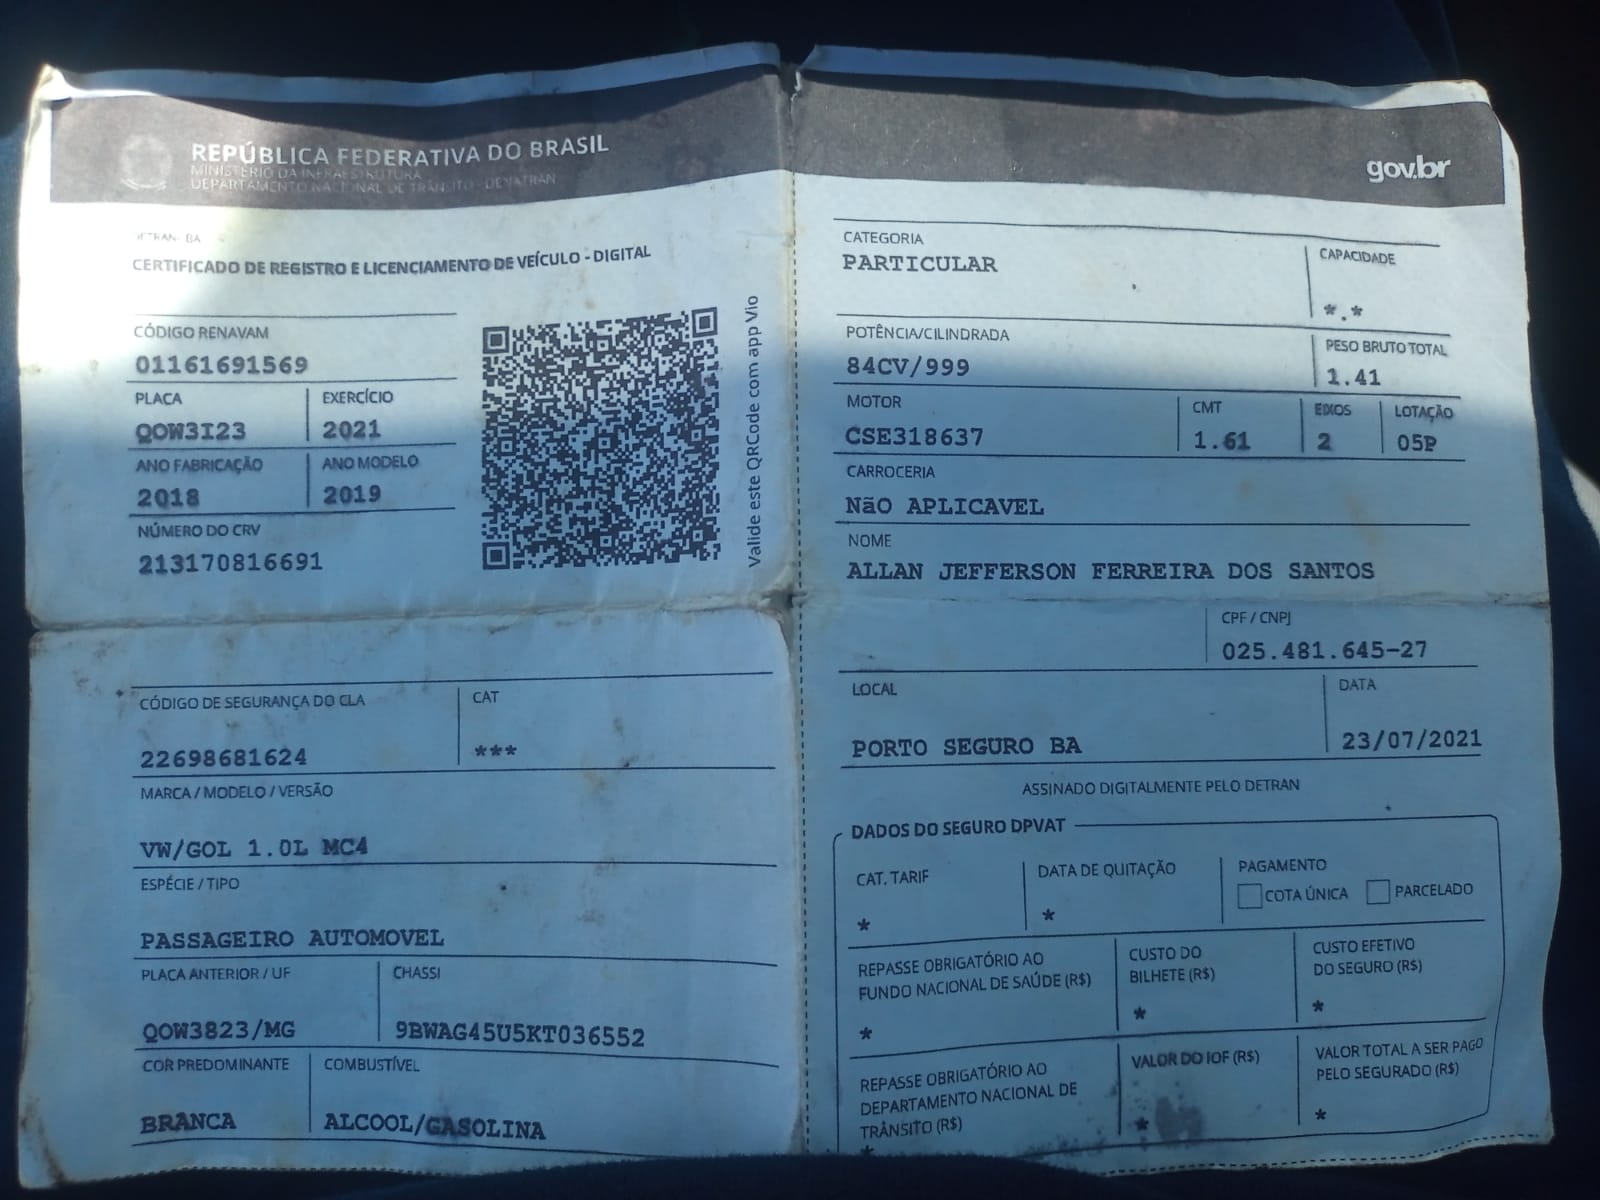 REPÚBLICA FEDERATIVA DO BRASIL
MINISTÉRIO DA INFRAESTRUTURA
DEPARTAMENTO NACIONAL DE TRÂNSITO - DENATRAN
DETRAN- BA
CERTIFICADO DE REGISTRO E LICENCIAMENTO DE VEÍCULO - DIGITAL
CÓDIGO RENAVAM
01161691569
PLACA EXERCÍCIO
QOW3I23 2021
ANO FABRICAÇÃO ANO MODELO
2018 2019
NÚMERO DO CRV
213170816691
Valide este QRCode com app Vio
CÓDIGO DE SEGURANÇA DO CLA CAT
22698681624 ***
MARCA / MODELO / VERSÃO
VW/GOL 1.0L MC4
ESPÉCIE / TIPO
PASSAGEIRO AUTOMOVEL
PLACA ANTERIOR / UF CHASSI
QOW3823/MG 9BWAG45U5KT036552
COR PREDOMINANTE COMBUSTÍVEL
BRANCA ALCOOL/GASOLINA
gov.br
CATEGORIA CAPACIDADE
PARTICULAR
*.*
POTÊNCIA/CILINDRADA PESO BRUTO TOTAL
84CV/999 1.41
MOTOR CMT EIXOS LOTAÇÃO
CSE318637 1.61 2 05P
CARROCERIA
NãO APLICAVEL
NOME
ALLAN JEFFERSON FERREIRA DOS SANTOS
CPF / CNPJ
025.481.645-27
LOCAL DATA
PORTO SEGURO BA 23/07/2021
ASSINADO DIGITALMENTE PELO DETRAN
DADOS DO SEGURO DPVAT
CAT. TARIF DATA DE QUITAÇÃO PAGAMENTO
* * COTA ÚNICA PARCELADO
REPASSE OBRIGATÓRIO AO CUSTO DO CUSTO EFETIVO
FUNDO NACIONAL DE SAÚDE (R$) BILHETE (R$) DO SEGURO (R$)
* * *
REPASSE OBRIGATÓRIO AO VALOR DO IOF (R$) VALOR TOTAL A SER PAGO
DEPARTAMENTO NACIONAL DE PELO SEGURADO (R$)
TRÂNSITO (R$) * *
*